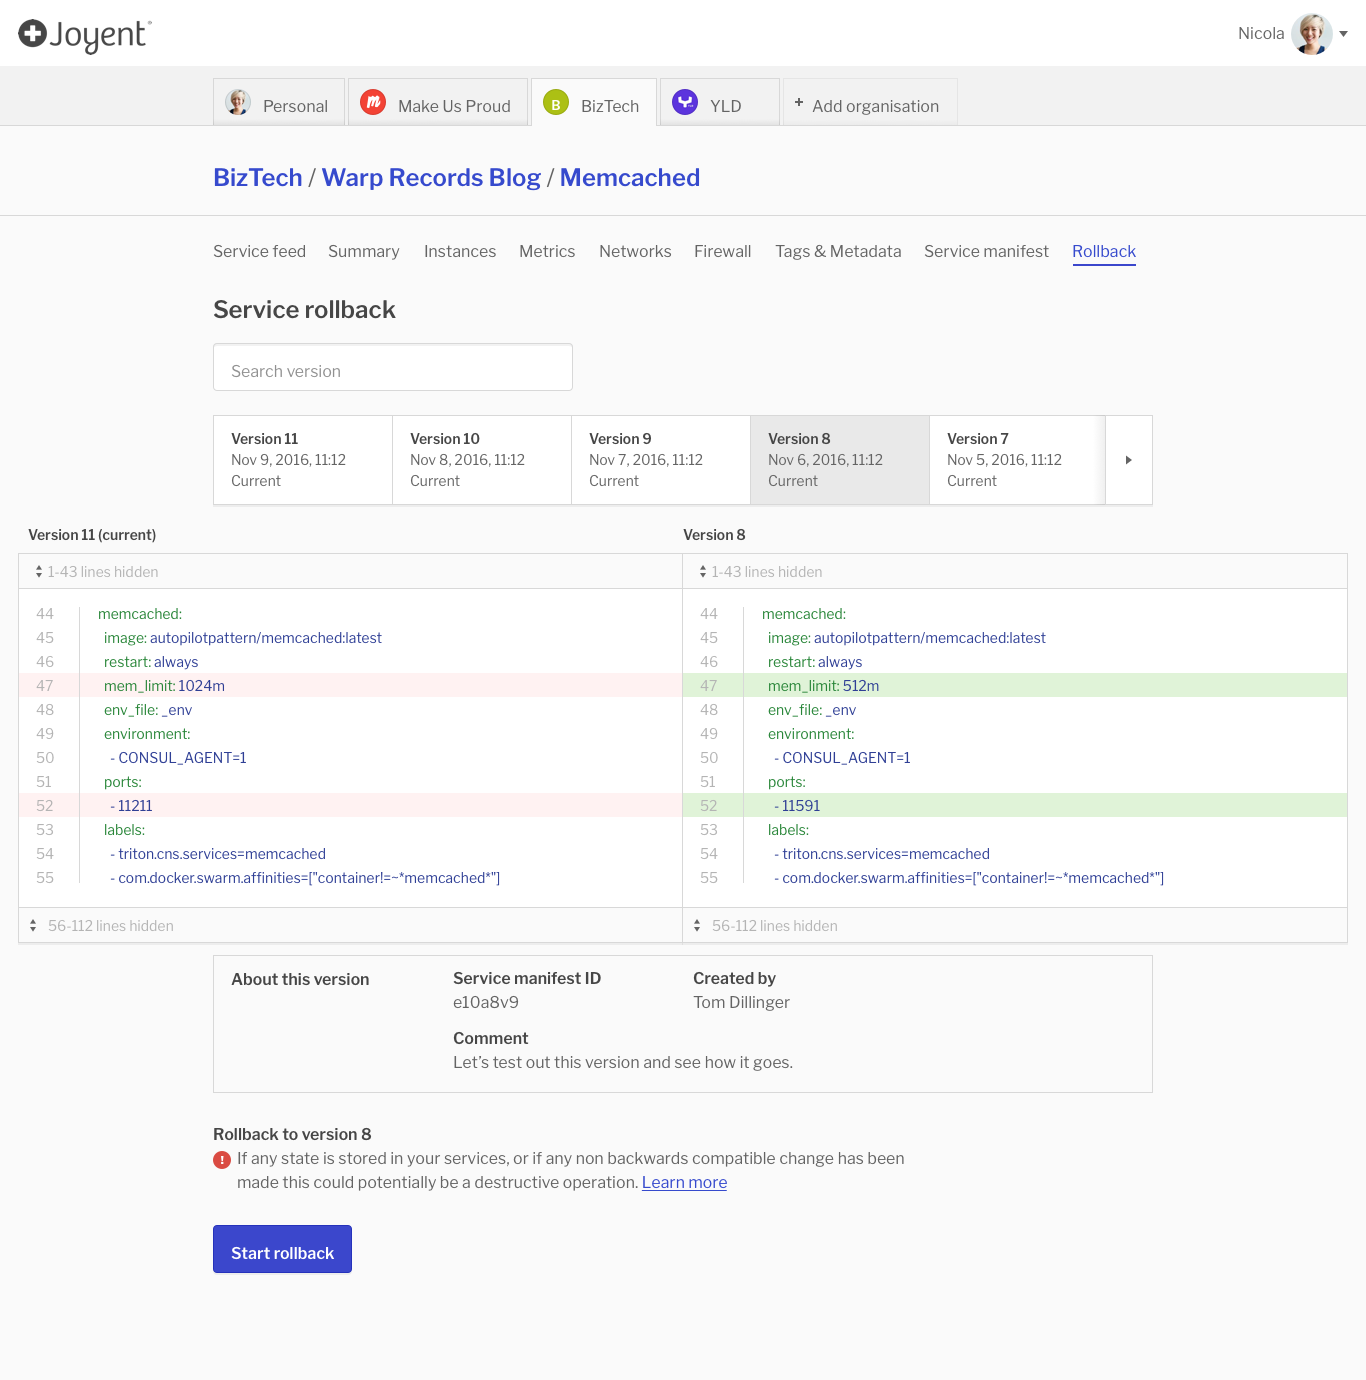 Joyent
Nicola
Personal
m Make Us Proud
B BizTech
YLD
+ Add organisation
BizTech / Warp Records Blog / Memcached
Service feed Summary Instances Metrics Networks Firewall Tags & Metadata Service manifest Rollback
Service rollback
Search version
Version 11
Nov 9, 2016, 11:12
Current
Version 10
Nov 8, 2016, 11:12
Current
Version 9
Nov 7, 2016, 11:12
Current
Version 8
Nov 6, 2016, 11:12
Current
Version 7
Nov 5, 2016, 11:12
Current
Version 11 (current)
1-43 lines hidden
44 memcached:
45 image: autopilotpattern/memcached:latest
46 restart: always
47 mem_limit: 1024m
48 env_file: _env
49 environment:
50 - CONSUL_AGENT=1
51 ports:
52 - 11211
53 labels:
54 - triton.cns.services=memcached
55 - com.docker.swarm.affinities=["container!=~*memcached*"]
56-112 lines hidden
Version 8
1-43 lines hidden
44 memcached:
45 image: autopilotpattern/memcached:latest
46 restart: always
47 mem_limit: 512m
48 env_file: _env
49 environment:
50 - CONSUL_AGENT=1
51 ports:
52 - 11591
53 labels:
54 - triton.cns.services=memcached
55 - com.docker.swarm.affinities=["container!=~*memcached*"]
56-112 lines hidden
About this version
Service manifest ID
e10a8v9
Created by
Tom Dillinger
Comment
Let’s test out this version and see how it goes.
Rollback to version 8
! If any state is stored in your services, or if any non backwards compatible change has been
made this could potentially be a destructive operation. Learn more
Start rollback